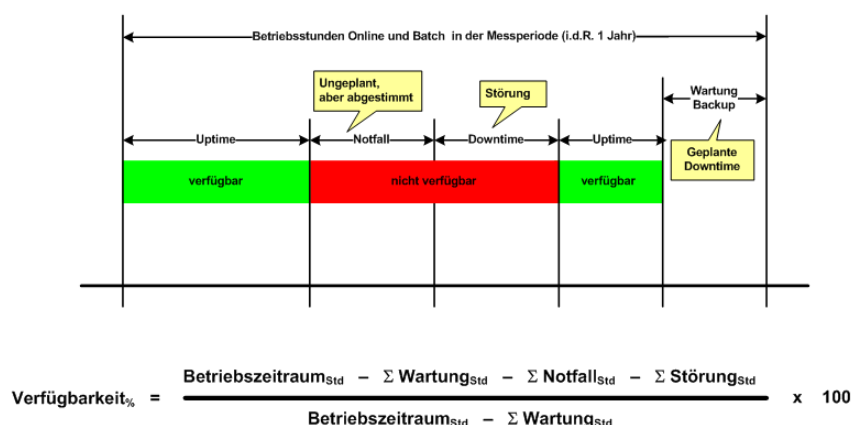 Betriebsstunden Online und Batch in der Messperiode (i.d.R. 1 Jahr)
Ungeplant,
aber abgestimmt
Störung
Wartung
Backup
Uptime
Notfall
Downtime
Uptime
Geplante
Downtime
verfügbar
nicht verfügbar
verfügbar
Betriebszeitraum Std – Σ Wartung Std – Σ Notfall Std – Σ Störung Std
Verfügbarkeit % = x 100
Betriebszeitraum Std – Σ Wartung Std